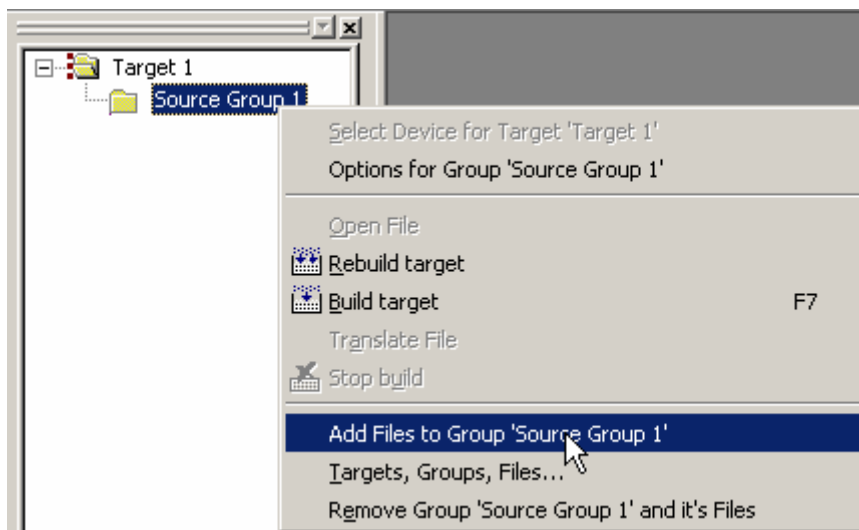 Target 1
Source Group 1
Select Device for Target 'Target 1'
Options for Group 'Source Group 1'
Open File
Rebuild target
Build target F7
Translate File
Stop build
Add Files to Group 'Source Group 1'
Targets, Groups, Files...
Remove Group 'Source Group 1' and it's Files